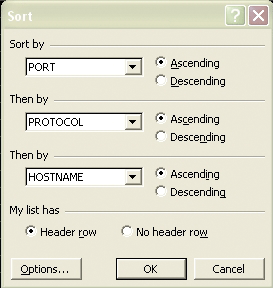 Sort
Sort by
PORT
Ascending
Descending
Then by
PROTOCOL
Ascending
Descending
Then by
HOSTNAME
Ascending
Descending
My list has
Header row
No header row
Options...
OK
Cancel